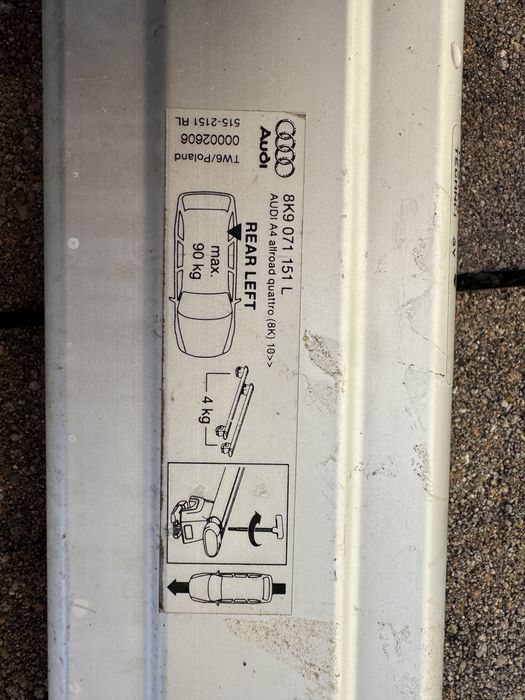 Audi
8K9 071 151 L
AUDI A4 allroad quattro (8K) 10>>
REAR LEFT
max.
90 kg
4 kg
TW6/Poland
00002606
515-2151 RL